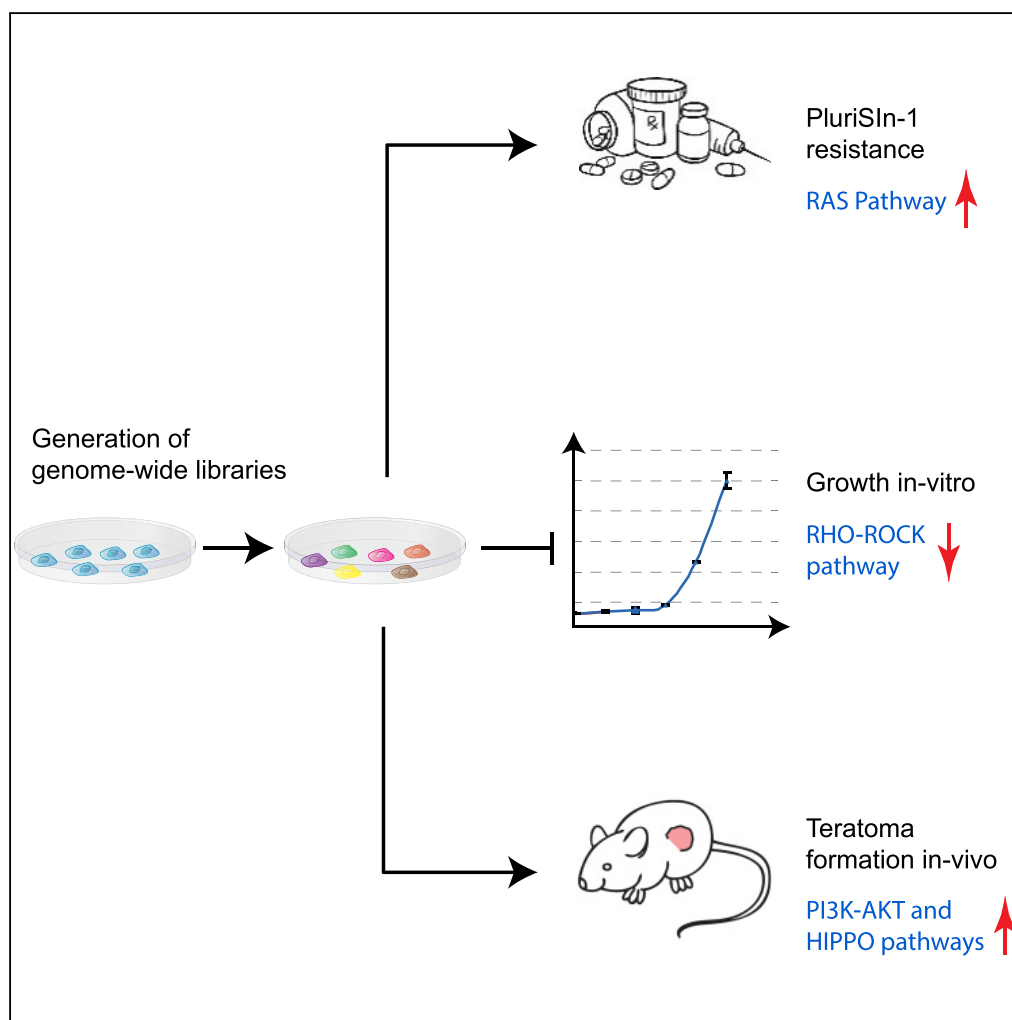 PluriSIn-1
resistance
RAS Pathway
Rx
Generation of
genome-wide libraries
Growth in-vitro
RHO-ROCK
pathway
Teratoma
formation in-vivo
PI3K-AKT and
HIPPO pathways